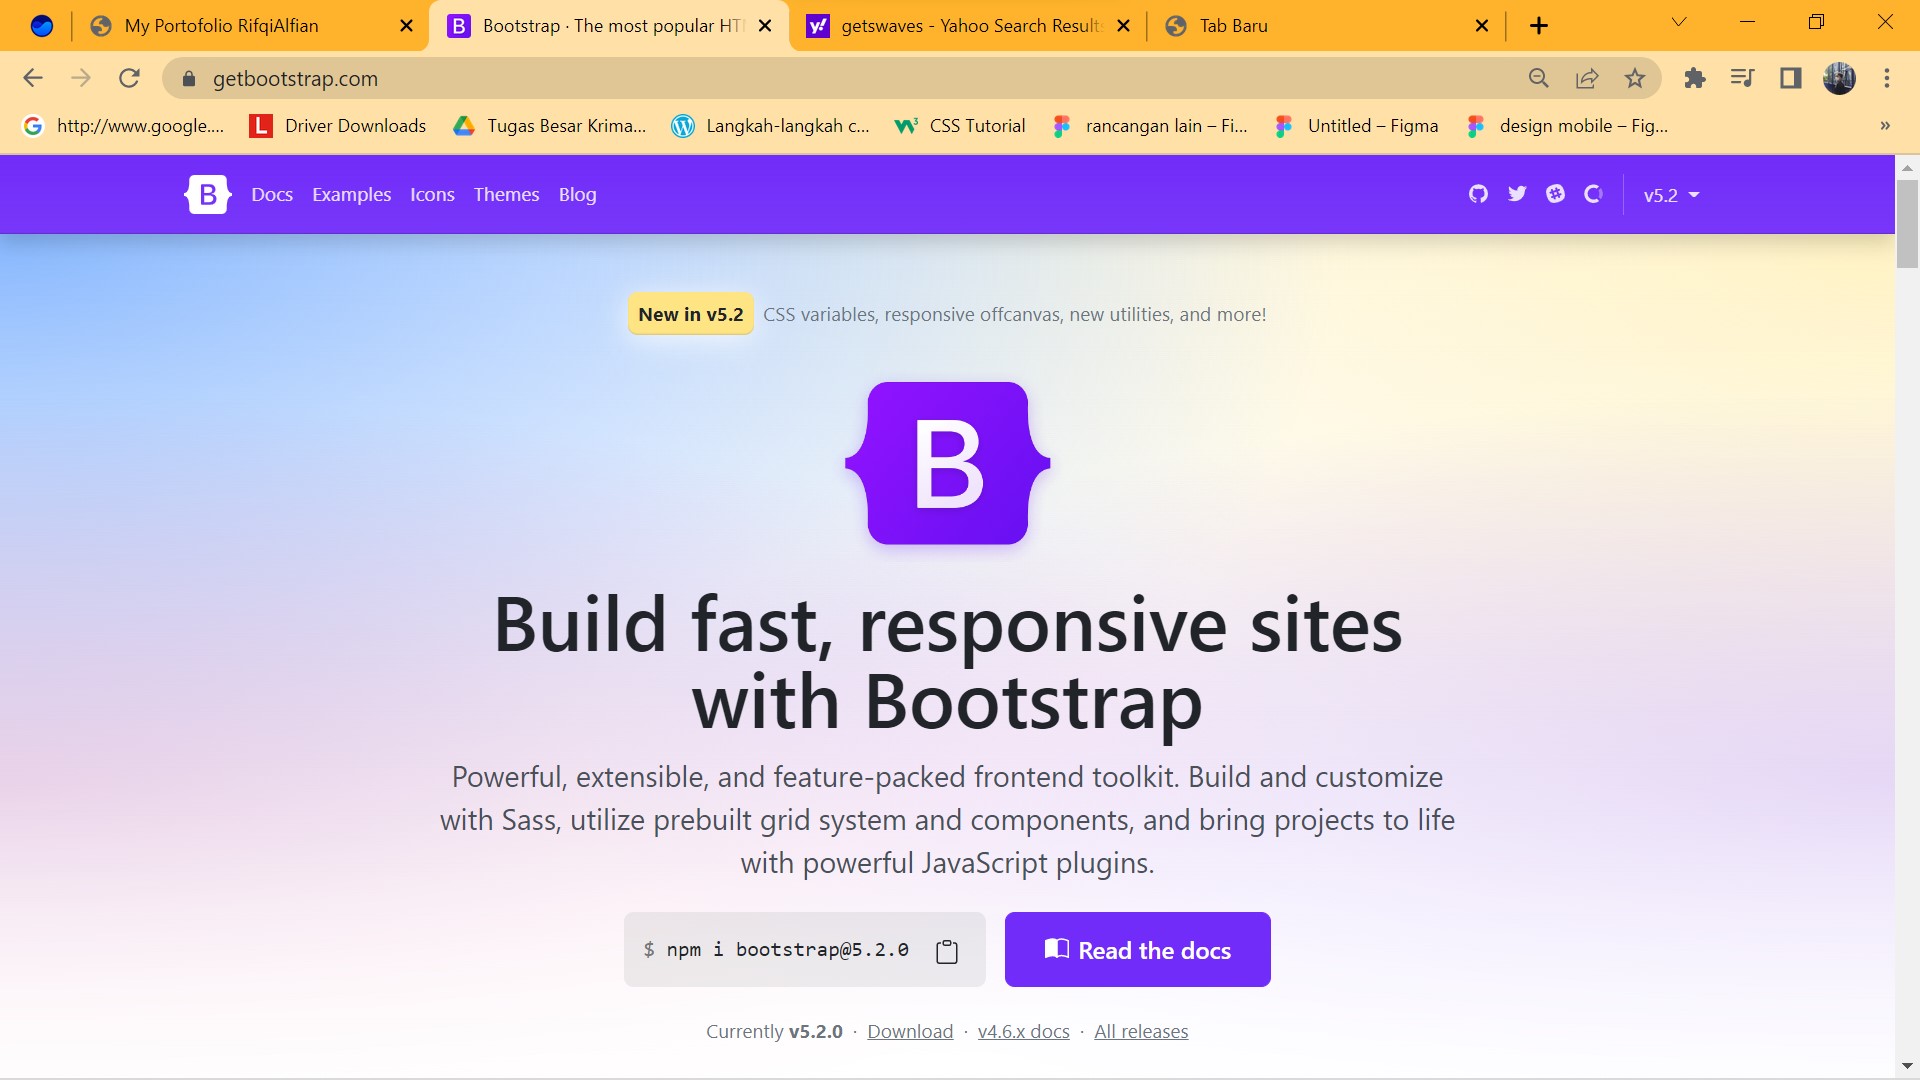 My Portofolio RifqiAlfian
Bootstrap · The most popular HT
getswaves - Yahoo Search Results
Tab Baru
getbootstrap.com
http://www.google....
Driver Downloads
Tugas Besar Krima...
Langkah-langkah c...
CSS Tutorial
rancangan lain – Fi...
Untitled – Figma
design mobile – Fig...
»
B
Docs
Examples
Icons
Themes
Blog
v5.2
New in v5.2 CSS variables, responsive offcanvas, new utilities, and more!
B
Build fast, responsive sites
with Bootstrap
Powerful, extensible, and feature-packed frontend toolkit. Build and customize
with Sass, utilize prebuilt grid system and components, and bring projects to life
with powerful JavaScript plugins.
$ npm i bootstrap@5.2.0
Read the docs
Currently v5.2.0 · Download · v4.6.x docs · All releases